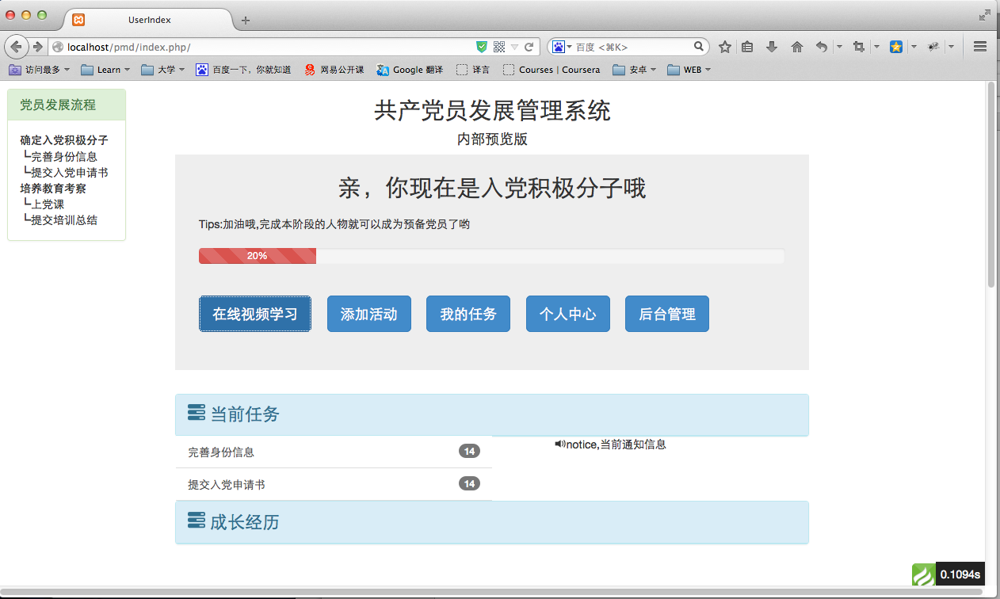 UserIndex
localhost/pmd/index.php/
百度 <⌘K>
访问最多
Learn
大学
百度一下，你就知道
网易公开课
Google 翻译
译言
Courses | Coursera
安卓
WEB
党员发展流程
确定入党积极分子
┗完善身份信息
┗提交入党申请书
培养教育考察
┗上党课
┗提交培训总结
共产党员发展管理系统
内部预览版
亲，你现在是入党积极分子哦
Tips:加油哦,完成本阶段的人物就可以成为预备党员了哟
20%
在线视频学习
添加活动
我的任务
个人中心
后台管理
当前任务
完善身份信息 14
提交入党申请书 14
notice,当前通知信息
成长经历
0.1094s